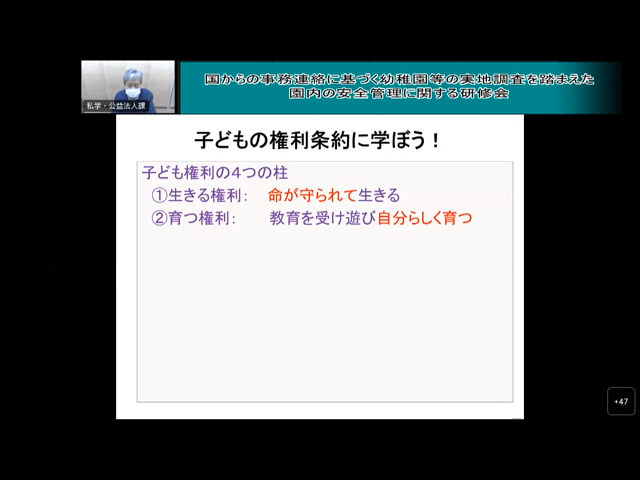 国からの事務連絡に基づく幼稚園等の実地調査を踏まえた
園内の安全管理に関する研修会
私学・公益法人課
子どもの権利条約に学ぼう！
子ども権利の4つの柱
①生きる権利： 命が守られて生きる
②育つ権利： 教育を受け遊び自分らしく育つ
+47